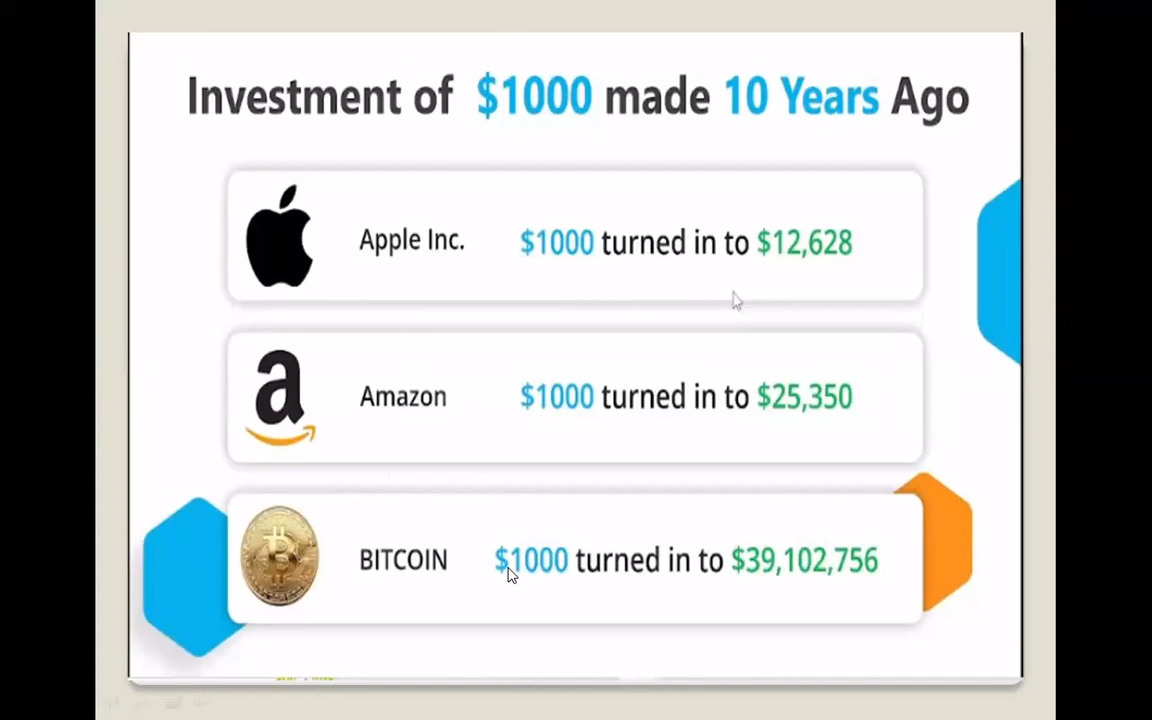 Investment of $1000 made 10 Years Ago
Apple Inc. $1000 turned in to $12,628
Amazon $1000 turned in to $25,350
BITCOIN $1000 turned in to $39,102,756